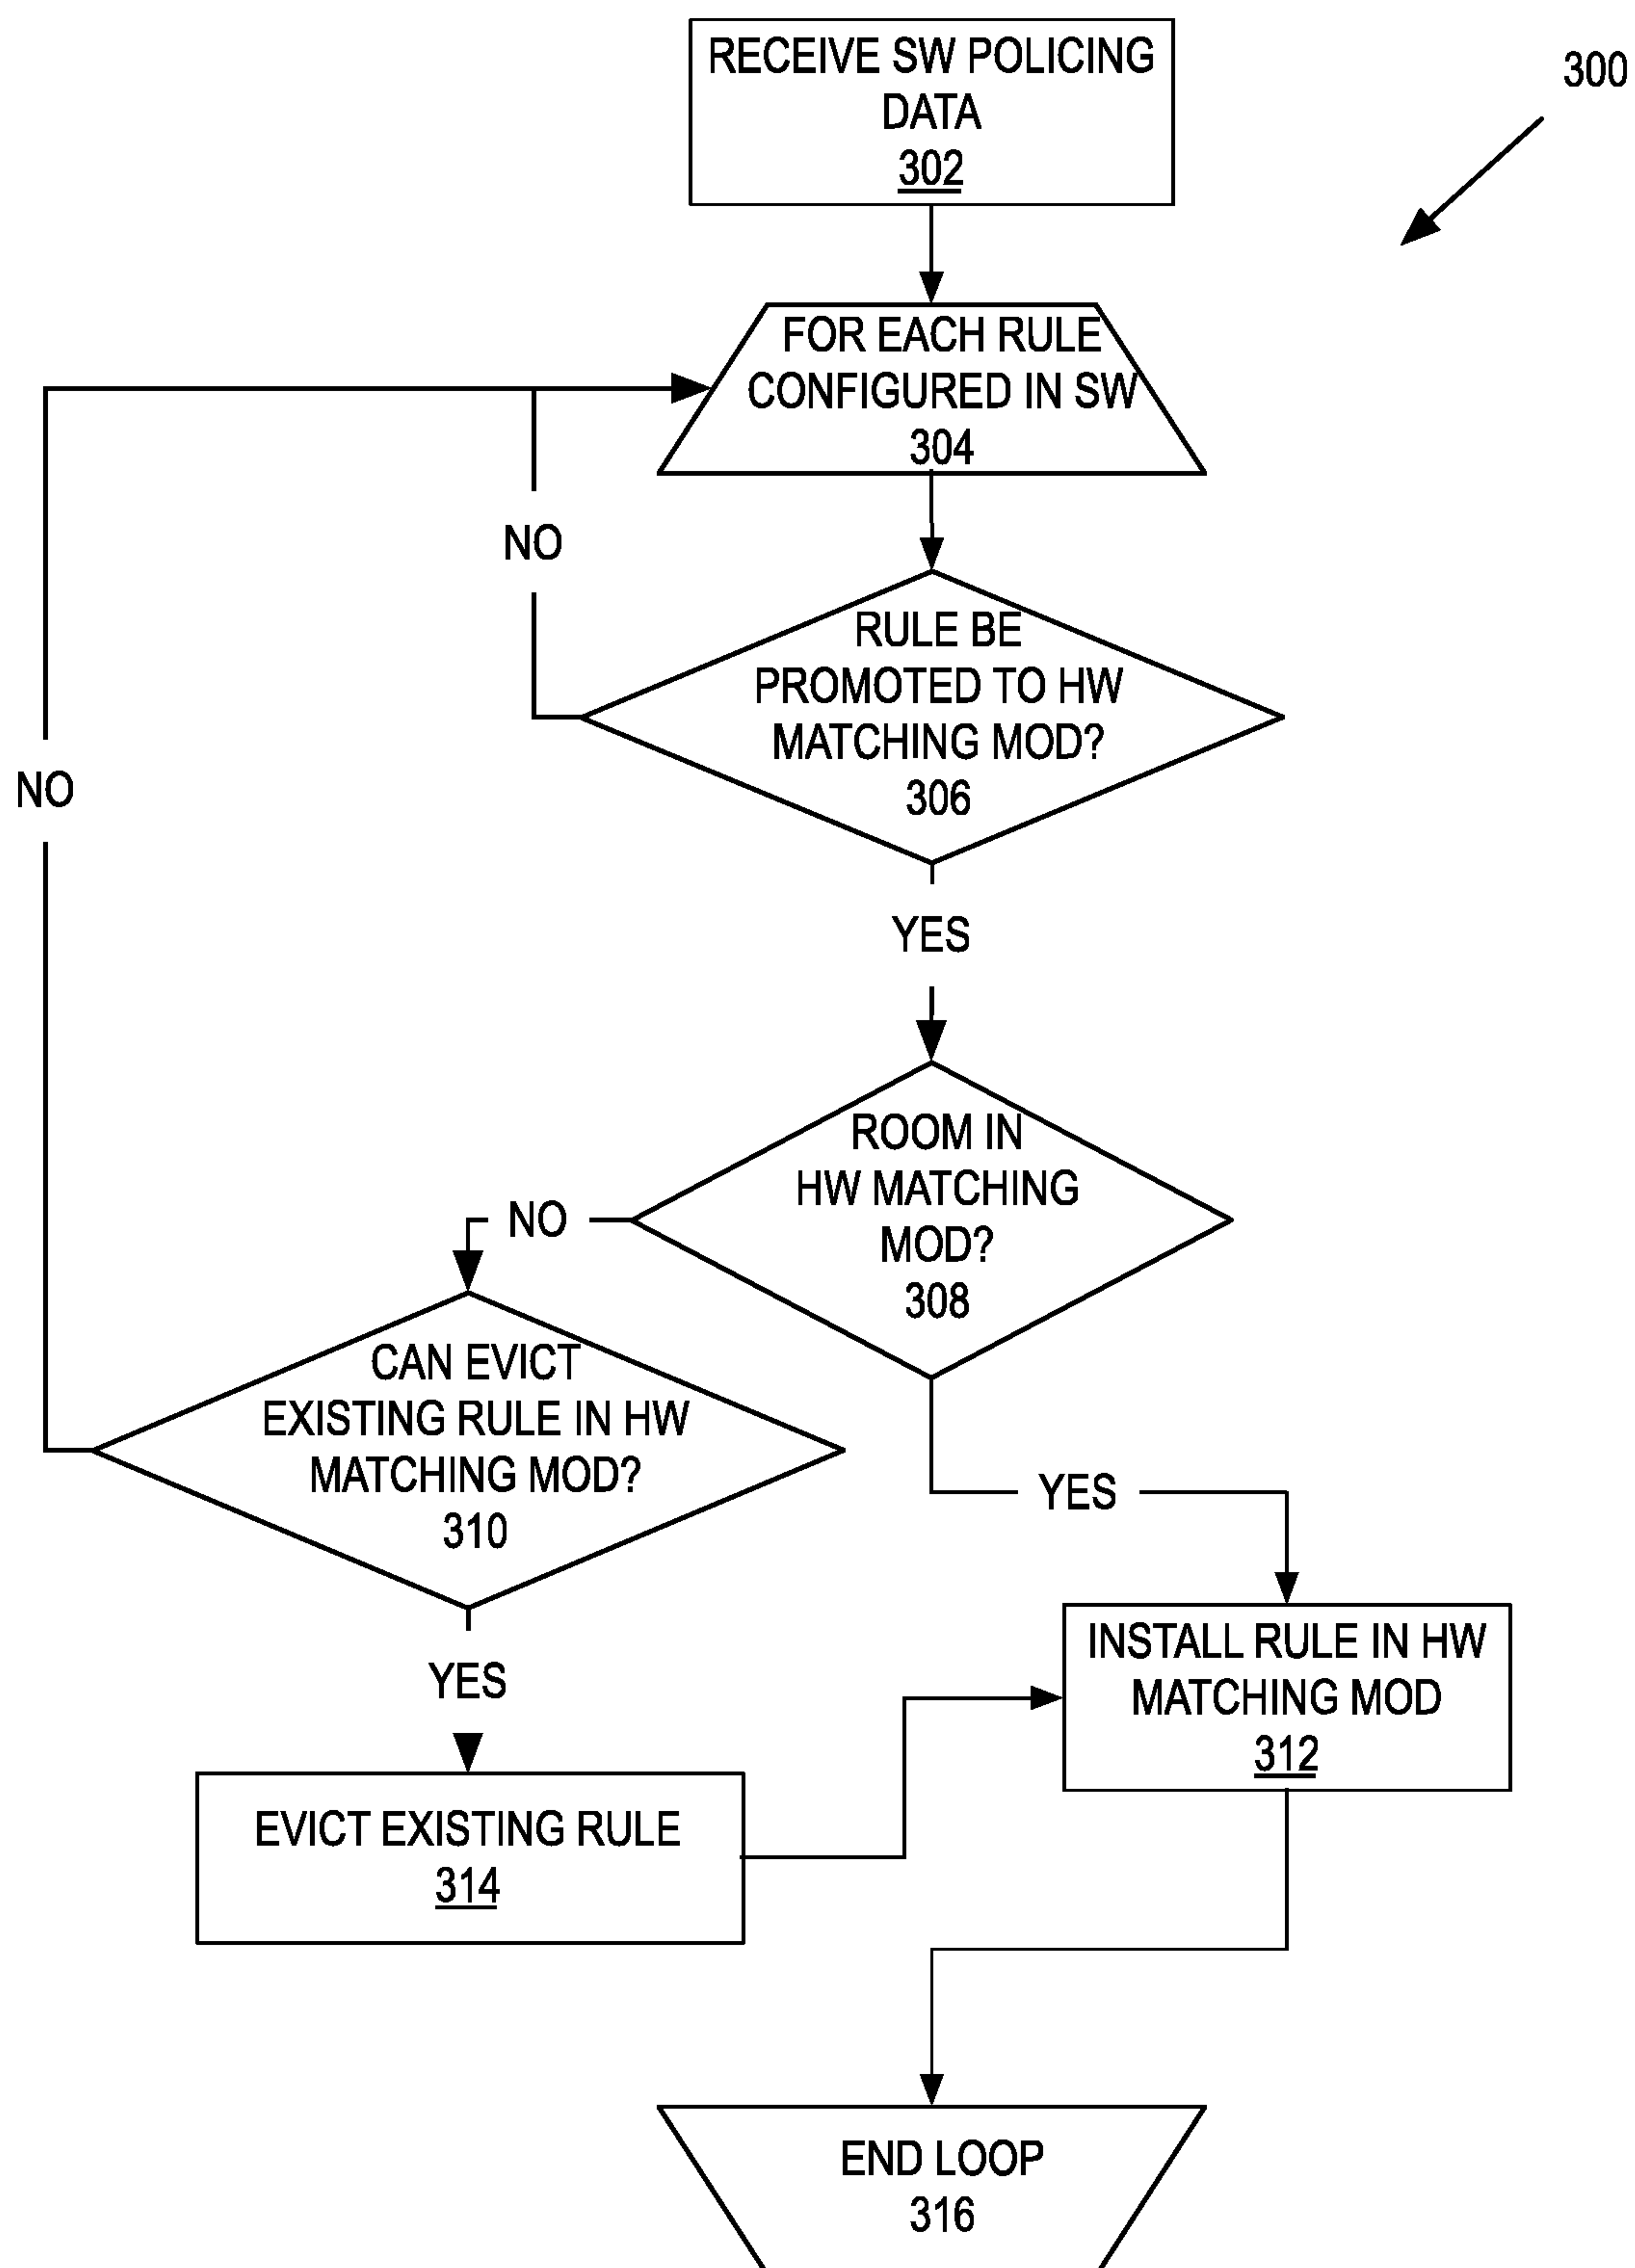 RECEIVE SW POLICING
DATA
302
300
FOR EACH RULE
CONFIGURED IN SW
304
NO
RULE BE
PROMOTED TO HW
MATCHING MOD?
306
NO
YES
ROOM IN
HW MATCHING
MOD?
308
NO
CAN EVICT
EXISTING RULE IN HW
MATCHING MOD?
310
YES
INSTALL RULE IN HW
MATCHING MOD
312
YES
EVICT EXISTING RULE
314
END LOOP
316